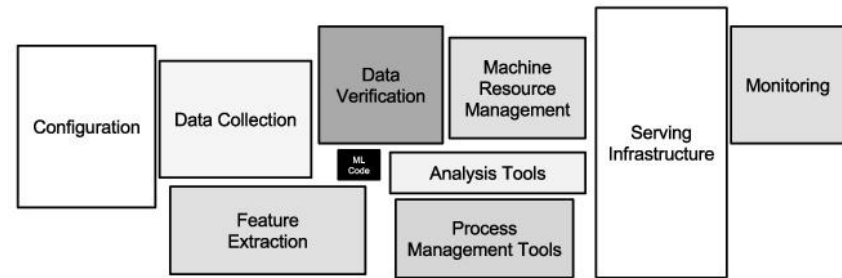 Configuration
Data Collection
Feature
Extraction
Data
Verification
ML
Code
Machine
Resource
Management
Analysis Tools
Process
Management Tools
Serving
Infrastructure
Monitoring